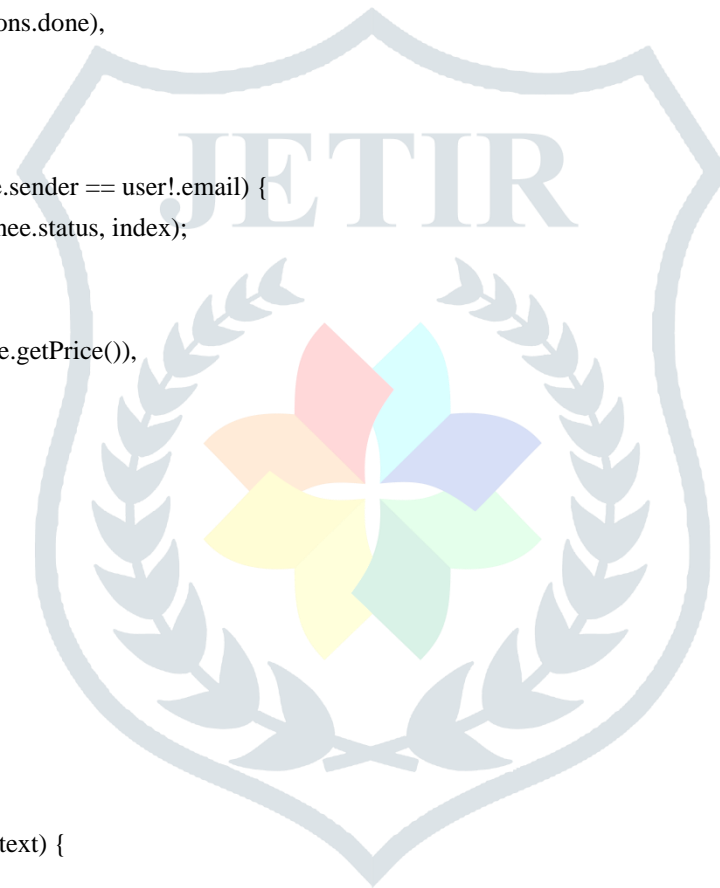 ons.done),
JETIR
.sender == user!.email) {
nee.status, index);
e.getPrice()),
text) {